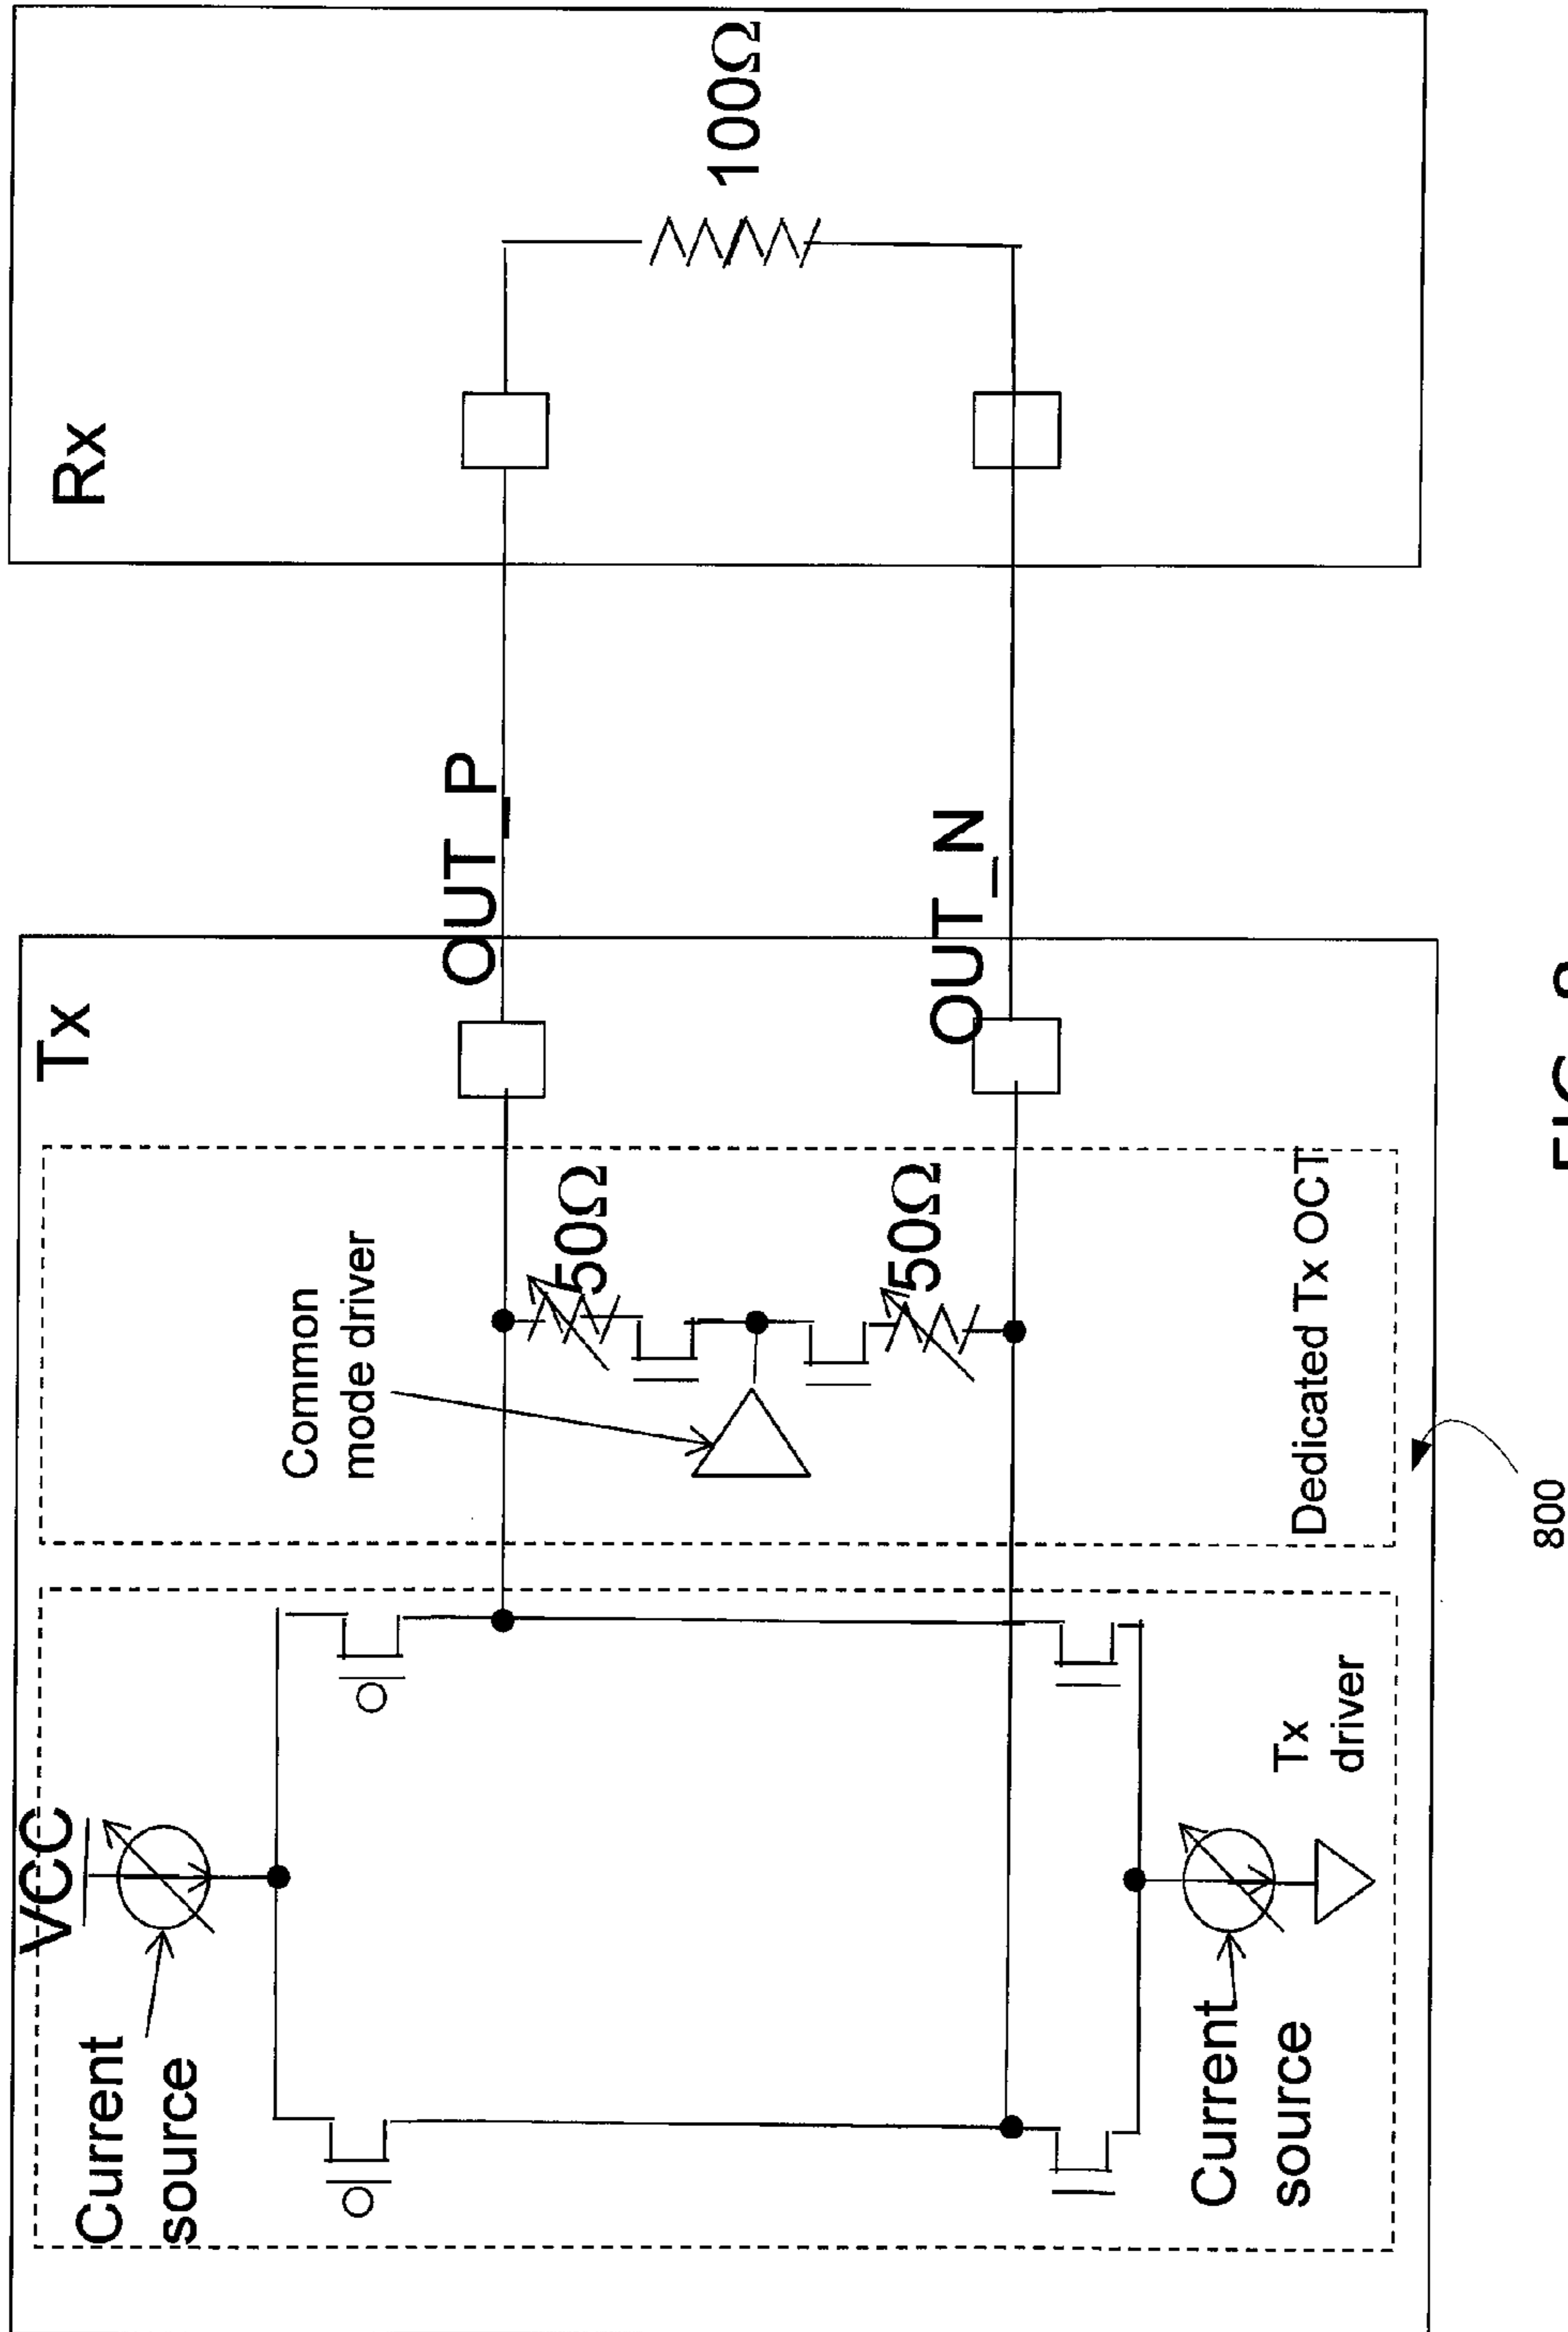 VCC
Current
source
Current
source
Tx
driver
Tx
Common
mode driver
50Ω
50Ω
Dedicated Tx OCT
OUT_P
OUT_N
Rx
100Ω
800